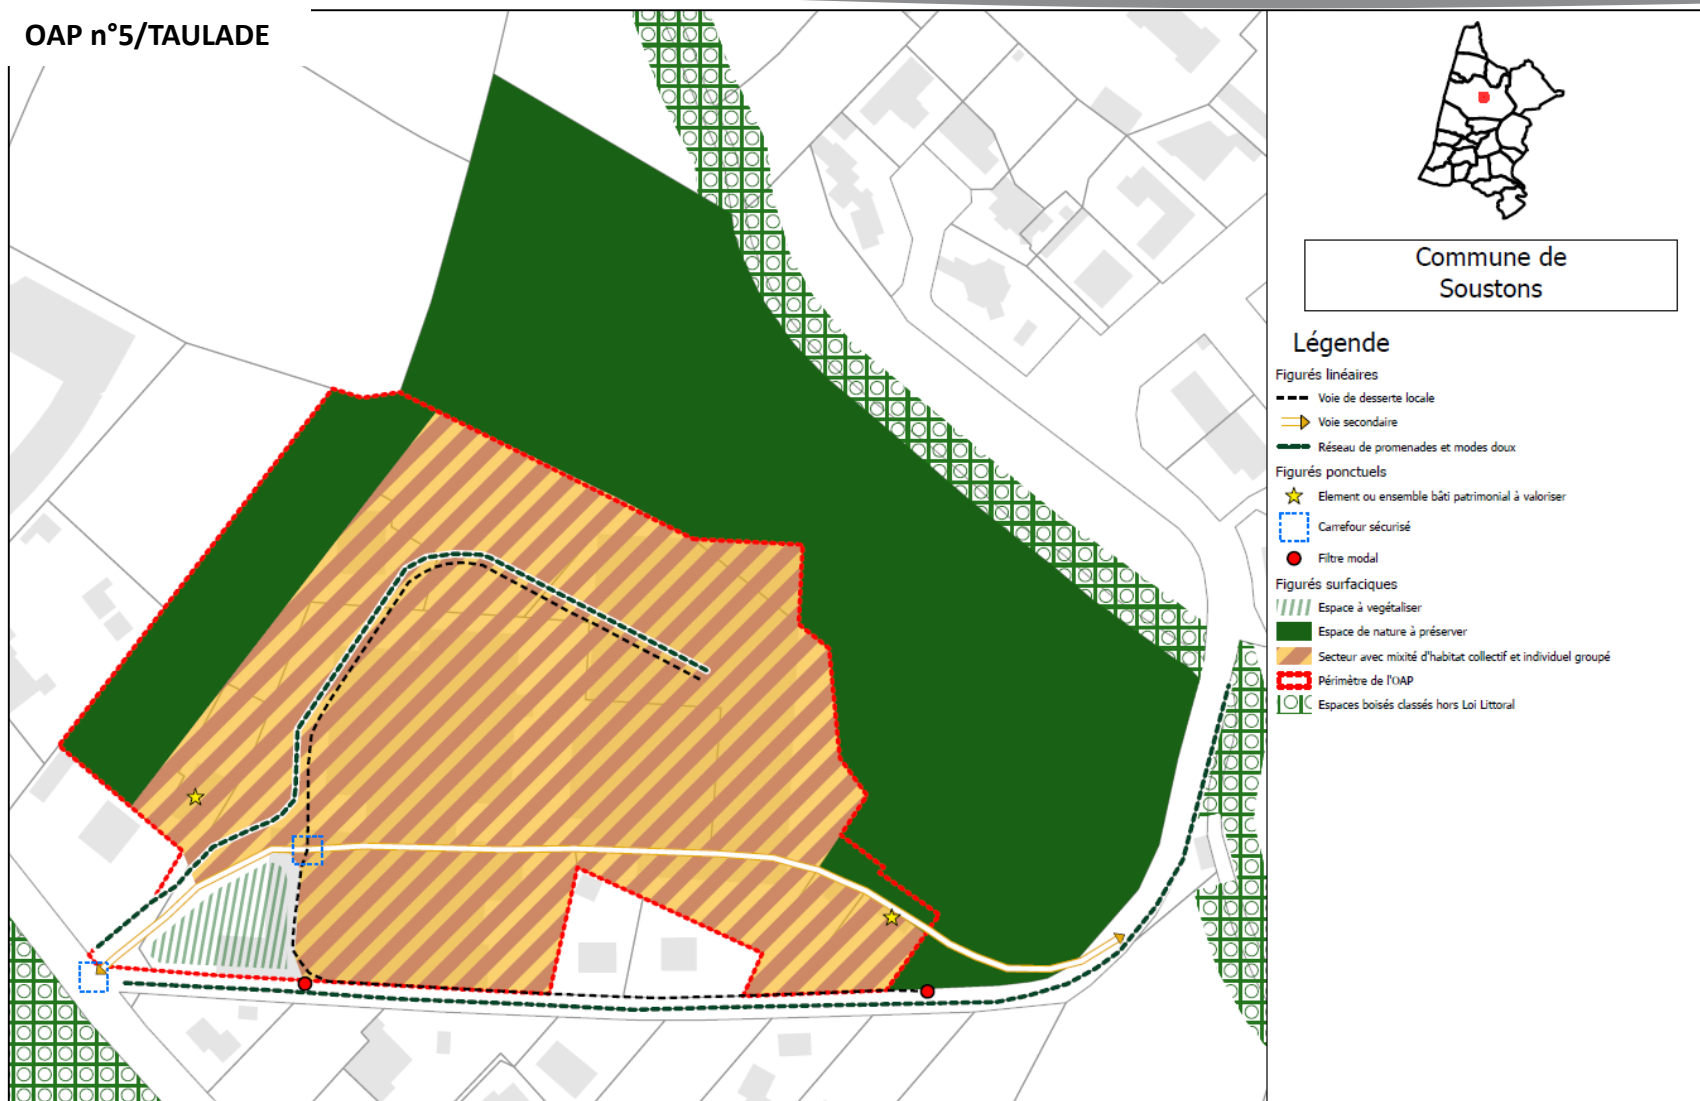 OAP n°5/TAULADE
Commune de
Soustons
Légende
Figurés linéaires
Voie de desserte locale
Voie secondaire
Réseau de promenades et modes doux
Figurés ponctuels
Element ou ensemble bâti patrimonial à valoriser
Carrefour sécurisé
Filtre modal
Figurés surfaciques
Espace à vegétaliser
Espace de nature à préserver
Secteur avec mixité d'habitat collectif et individuel groupé
Périmètre de l'OAP
Espaces boisés classés hors Loi Littoral